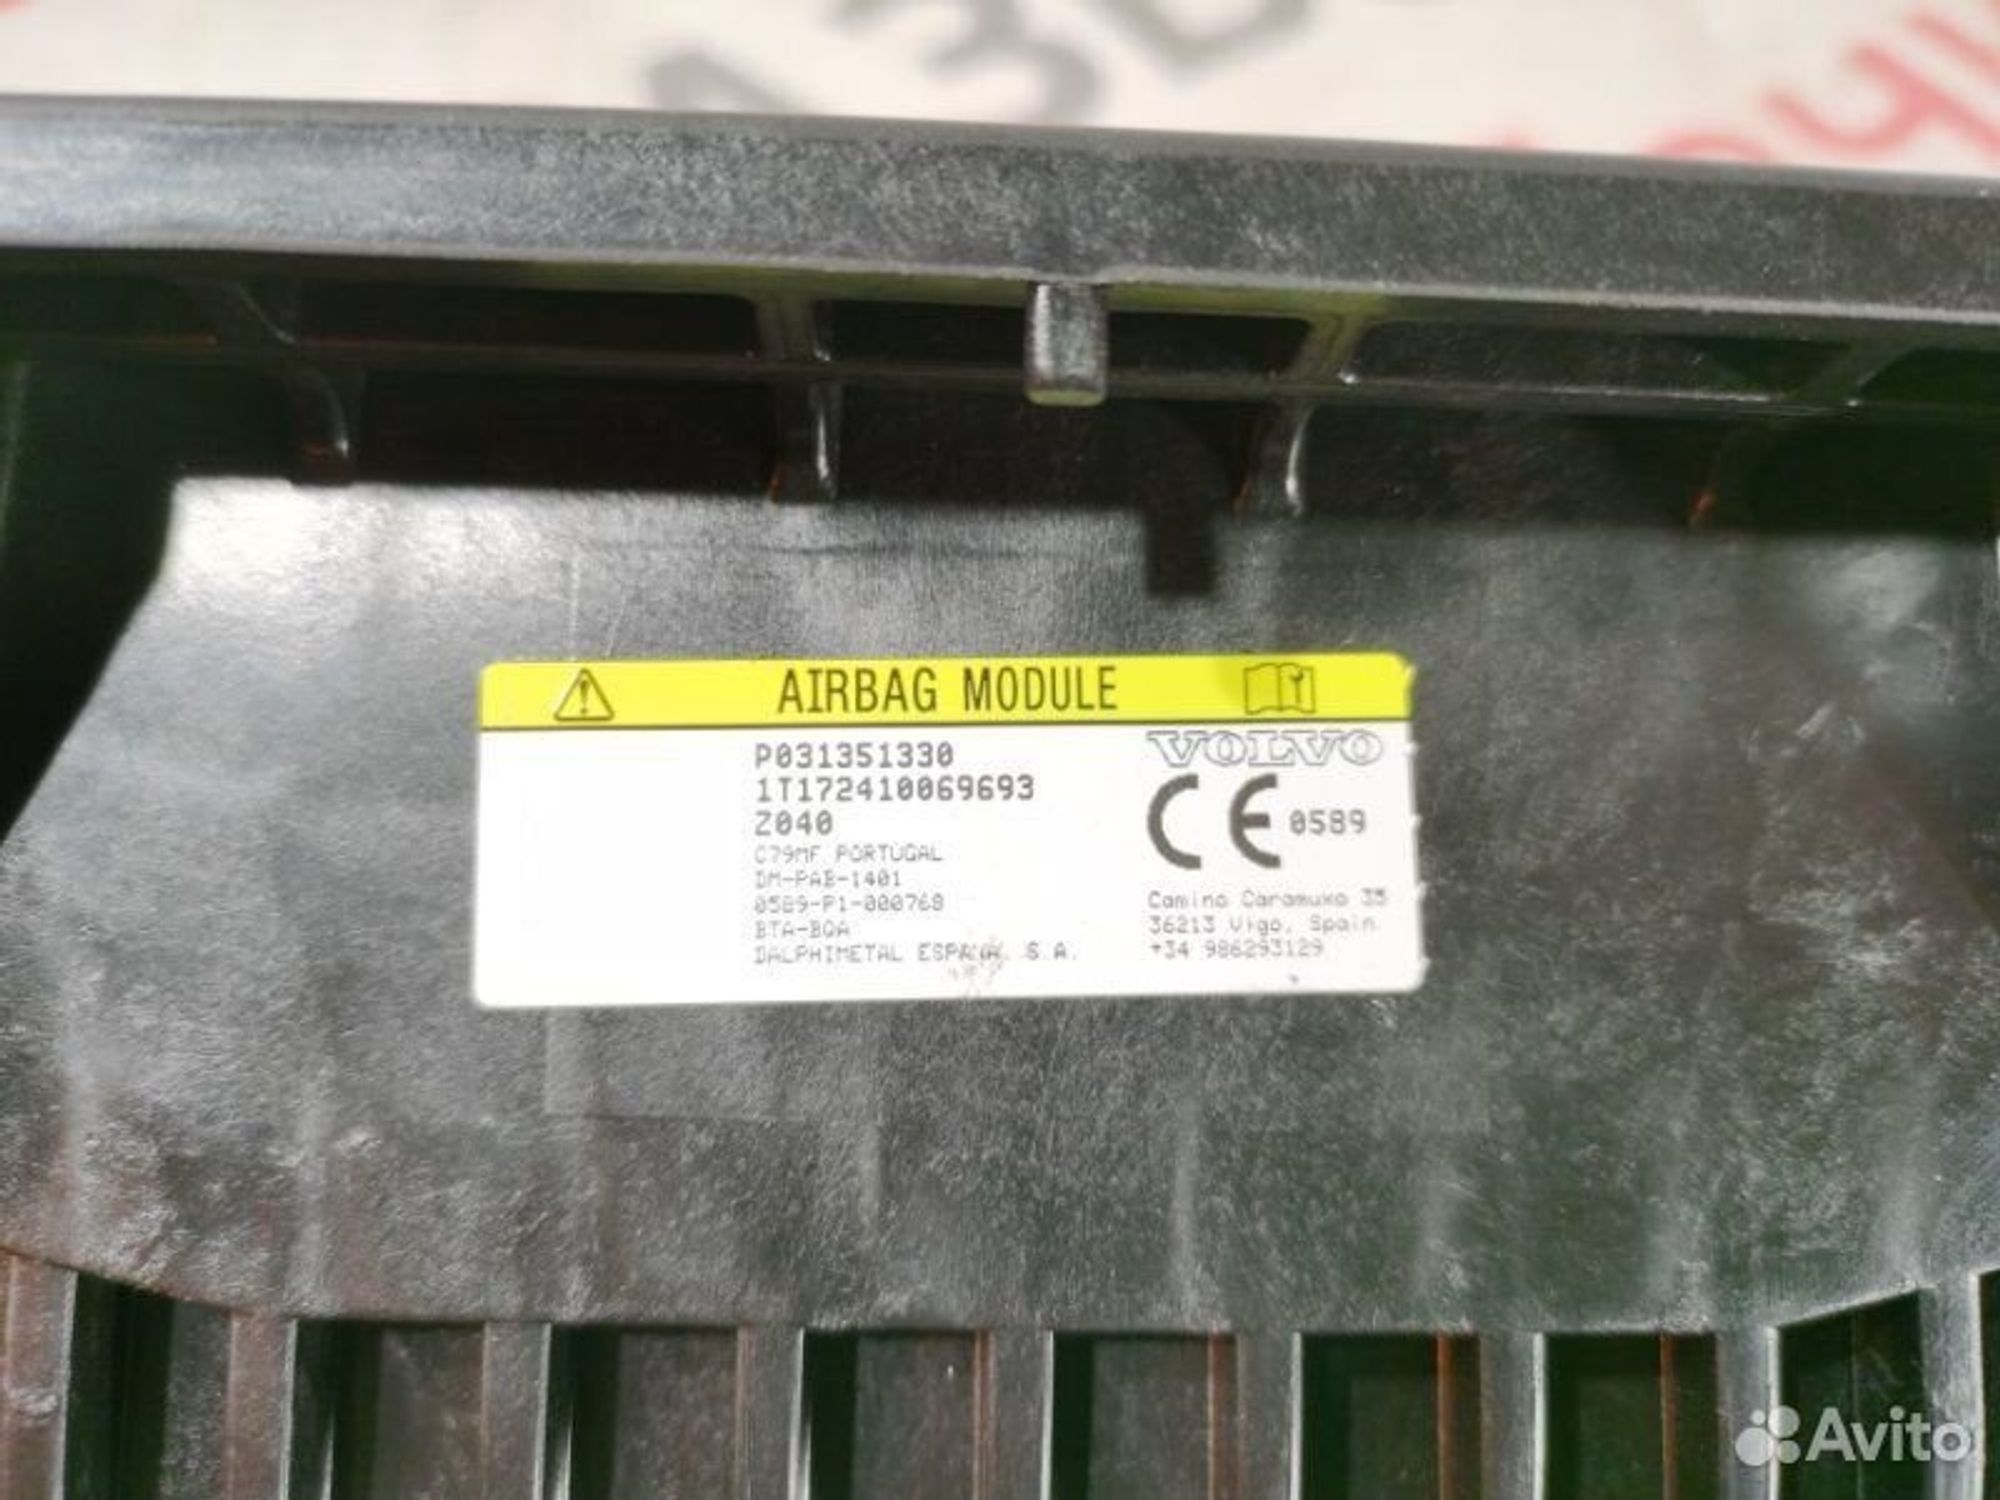 AIRBAG MODULE
P031351330
1T172410069693
Z040
C79MF PORTUGAL
DM-PAB-1401
0589-P1-000768
BTA-BQA
DALPHIMETAL ESPAÑA, S.A.
VOLVO
CE 0589
Camino Caramuxo 35
36213 Vigo, Spain
+34 986293129
Avito